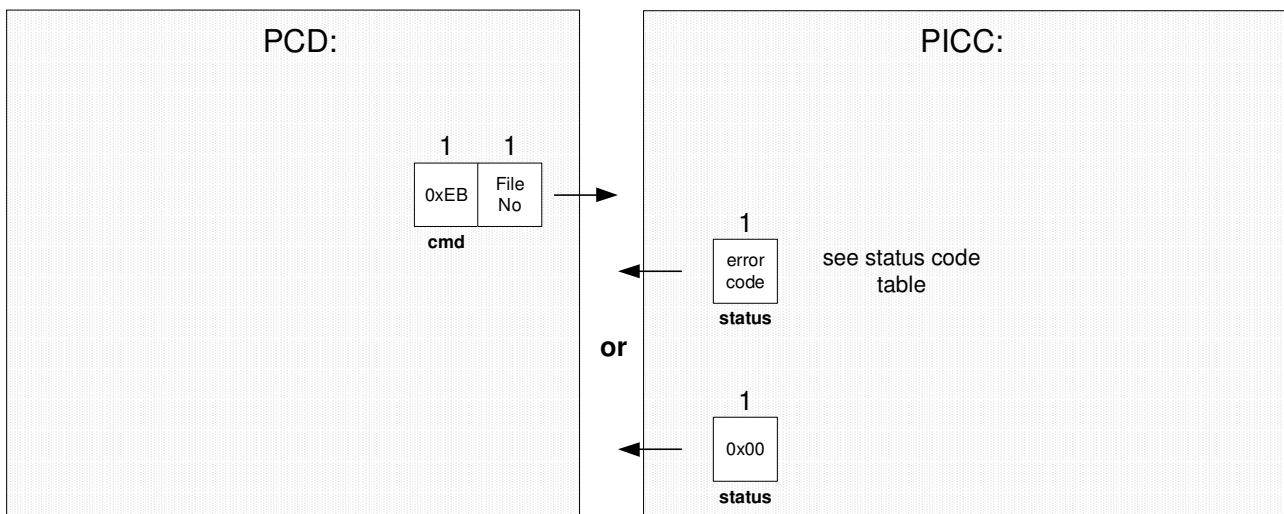 PCD:
PICC:
1 1
0xEB
File
No
cmd
1
error
code
see status code
table
status
or
1
0x00
status